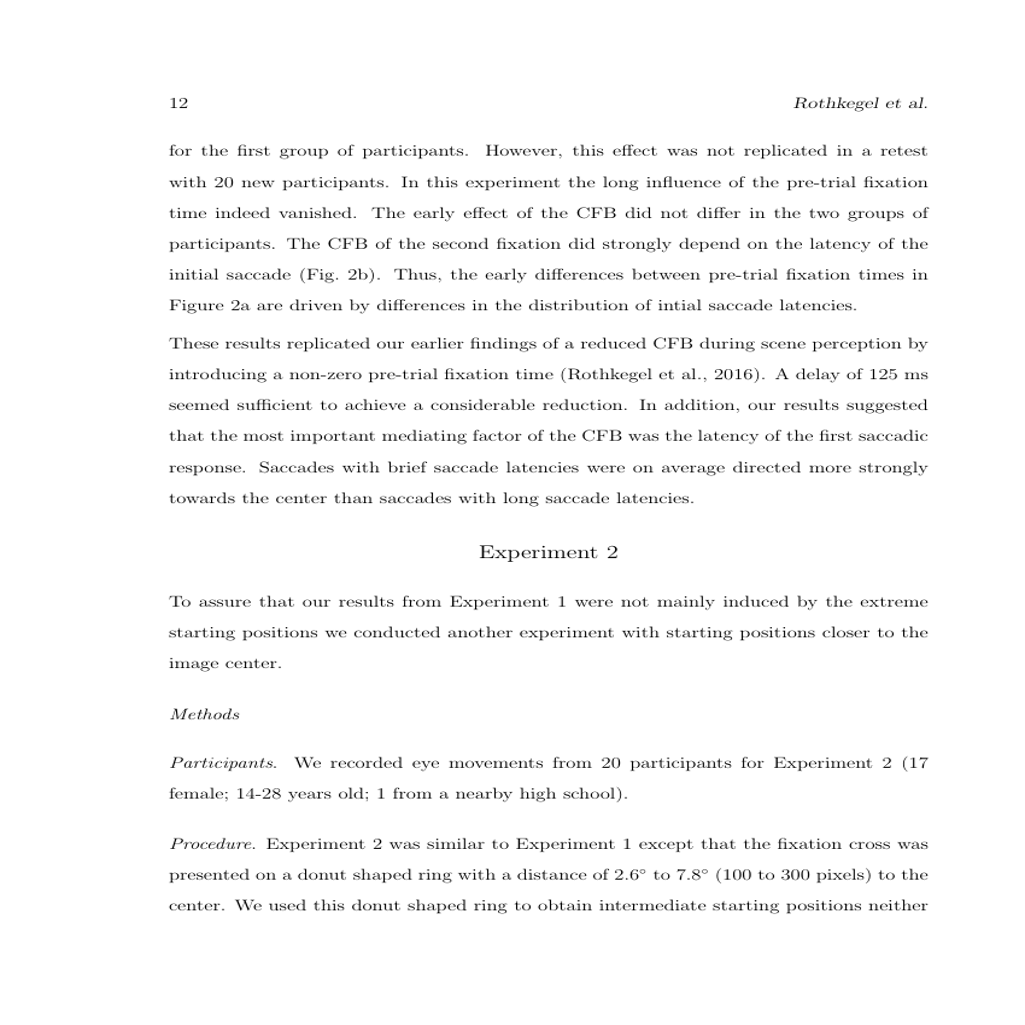 12 Rothkegel et al.
for the first group of participants. However, this effect was not replicated in a retest
with 20 new participants. In this experiment the long influence of the pre-trial fixation
time indeed vanished. The early effect of the CFB did not differ in the two groups of
participants. The CFB of the second fixation did strongly depend on the latency of the
initial saccade (Fig. 2b). Thus, the early differences between pre-trial fixation times in
Figure 2a are driven by differences in the distribution of intial saccade latencies.
These results replicated our earlier findings of a reduced CFB during scene perception by
introducing a non-zero pre-trial fixation time (Rothkegel et al., 2016). A delay of 125 ms
seemed sufficient to achieve a considerable reduction. In addition, our results suggested
that the most important mediating factor of the CFB was the latency of the first saccadic
response. Saccades with brief saccade latencies were on average directed more strongly
towards the center than saccades with long saccade latencies.
Experiment 2
To assure that our results from Experiment 1 were not mainly induced by the extreme
starting positions we conducted another experiment with starting positions closer to the
image center.
Methods
Participants. We recorded eye movements from 20 participants for Experiment 2 (17
female; 14-28 years old; 1 from a nearby high school).
Procedure. Experiment 2 was similar to Experiment 1 except that the fixation cross was
presented on a donut shaped ring with a distance of 2.6° to 7.8° (100 to 300 pixels) to the
center. We used this donut shaped ring to obtain intermediate starting positions neither